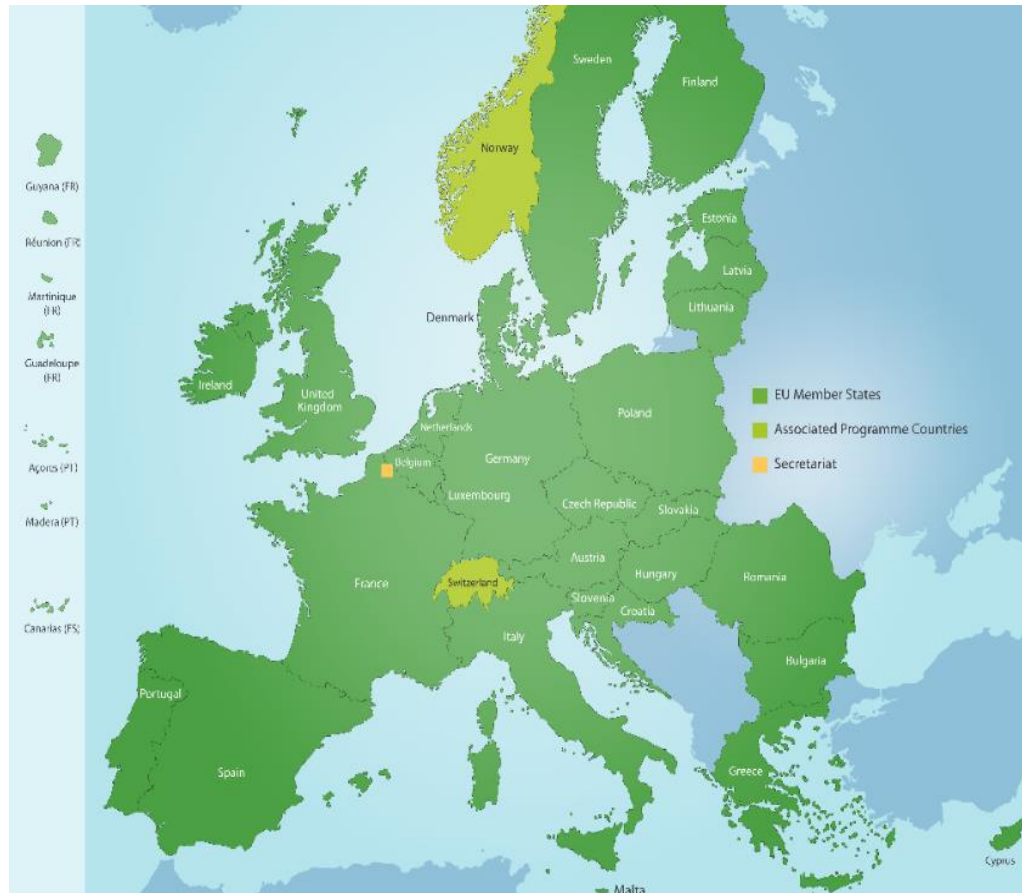 Guyana (FR)
Réunion (FR)
Martinique
(FR)
Guadeloupe
(FR)
Açores (PT)
Madera (PT)
Canarias (ES)
Sweden
Finland
Norway
Estonia
Latvia
Lithuania
Denmark
Ireland
United
Kingdom
Netherlands
Belgium
Luxembourg
Germany
Poland
Czech Republic
Slovakia
Austria
Hungary
Romania
France
Switzerland
Slovenia
Croatia
Italy
Bulgaria
Portugal
Spain
Greece
Cyprus
Malta
EU Member States
Associated Programme Countries
Secretariat